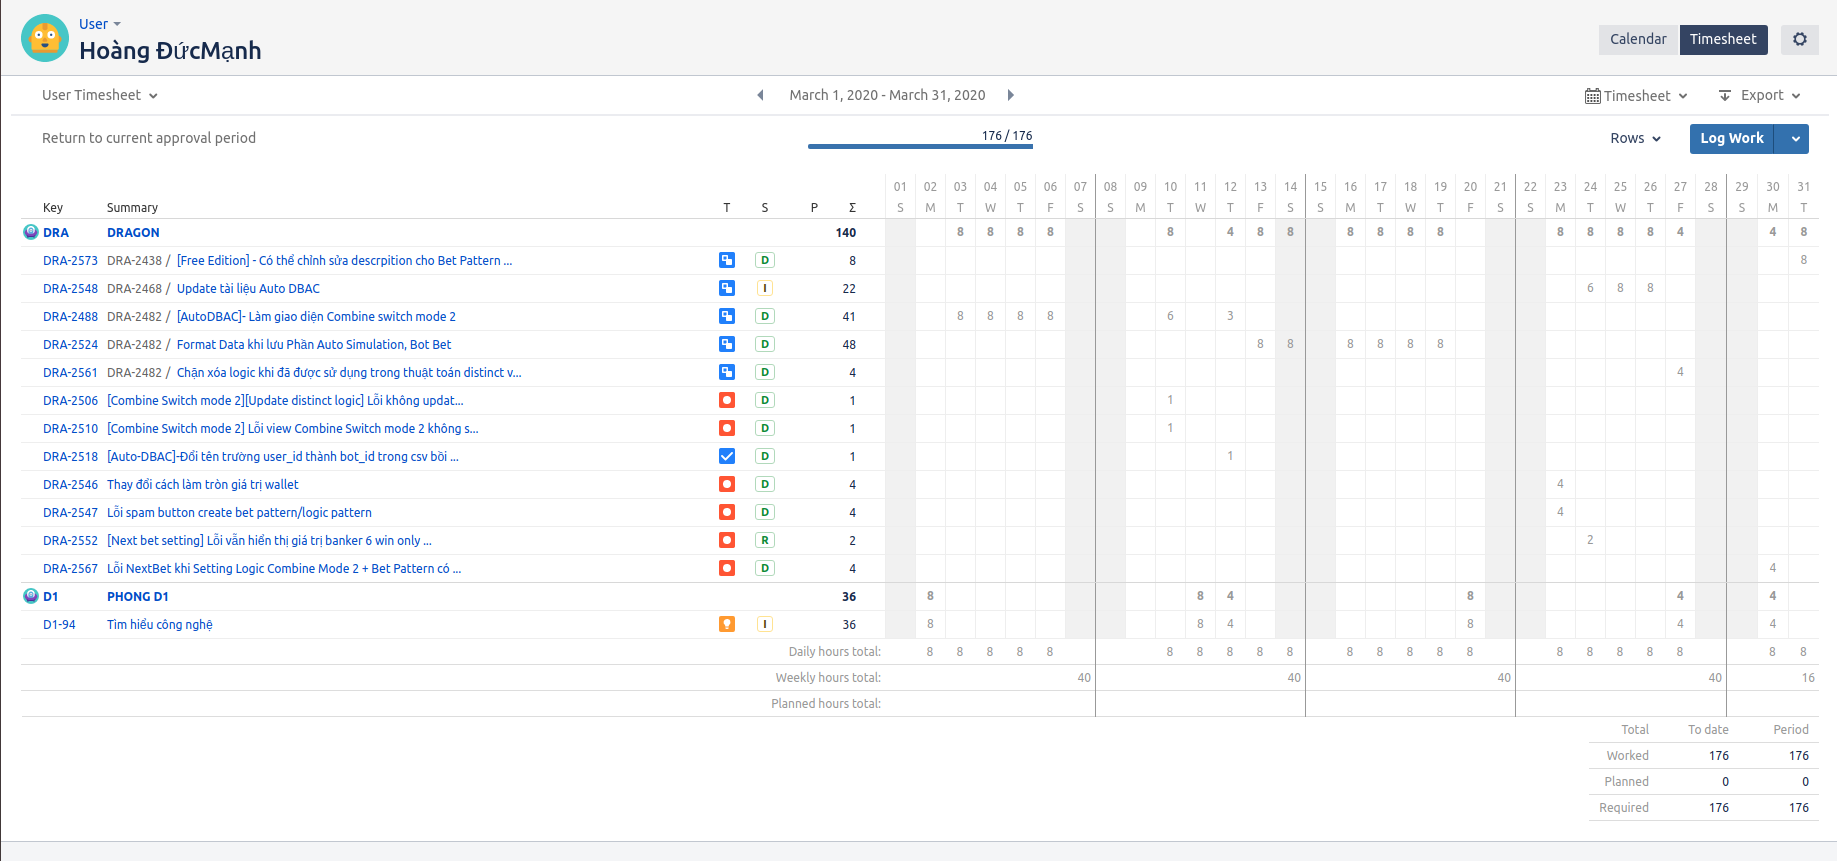 User
Hoàng ĐứcMạnh
Calendar Timesheet
User Timesheet March 1, 2020 - March 31, 2020 Timesheet Export
Return to current approval period 176 / 176 Rows Log Work
01 02 03 04 05 06 07 08 09 10 11 12 13 14 15 16 17 18 19 20 21 22 23 24 25 26 27 28 29 30 31
Key Summary T S P Σ S M T W T F S S M T W T F S S M T W T F S S M T W T F S S M T
DRA DRAGON 140 8 8 8 8 8 4 8 8 8 8 8 8 8 8 8 8 4 4 8
DRA-2573 DRA-2438 / [Free Edition] - Có thể chỉnh sửa descrpition cho Bet Pattern ... D 8 8
DRA-2548 DRA-2468 / Update tài liệu Auto DBAC I 22 6 8 8
DRA-2488 DRA-2482 / [AutoDBAC]- Làm giao diện Combine switch mode 2 D 41 8 8 8 8 6 3
DRA-2524 DRA-2482 / Format Data khi lưu Phần Auto Simulation, Bot Bet D 48 8 8 8 8 8 8
DRA-2561 DRA-2482 / Chặn xóa logic khi đã được sử dụng trong thuật toán distinct v... D 4 4
DRA-2506 [Combine Switch mode 2][Update distinct logic] Lỗi không updat... D 1 1
DRA-2510 [Combine Switch mode 2] Lỗi view Combine Switch mode 2 không s... D 1 1
DRA-2518 [Auto-DBAC]-Đổi tên trường user_id thành bot_id trong csv bồi ... D 1 1
DRA-2546 Thay đổi cách làm tròn giá trị wallet D 4 4
DRA-2547 Lỗi spam button create bet pattern/logic pattern D 4 4
DRA-2552 [Next bet setting] Lỗi vẫn hiển thị giá trị banker 6 win only ... R 2 2
DRA-2567 Lỗi NextBet khi Setting Logic Combine Mode 2 + Bet Pattern có ... D 4 4
D1 PHONG D1 36 8 8 4 8 4 4
D1-94 Tìm hiểu công nghệ I 36 8 8 4 8 4 4
Daily hours total: 8 8 8 8 8 8 8 8 8 8 8 8 8 8 8 8 8 8 8 8 8 8
Weekly hours total: 40 40 40 40 16
Planned hours total:
Total To date Period
Worked 176 176
Planned 0 0
Required 176 176